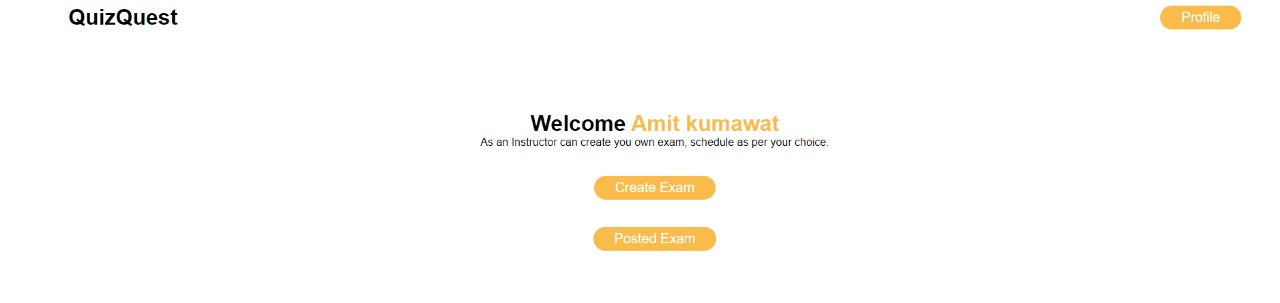 QuizQuest
Profile
Welcome Amit kumawat
As an Instructor can create you own exam, schedule as per your choice.
Create Exam
Posted Exam